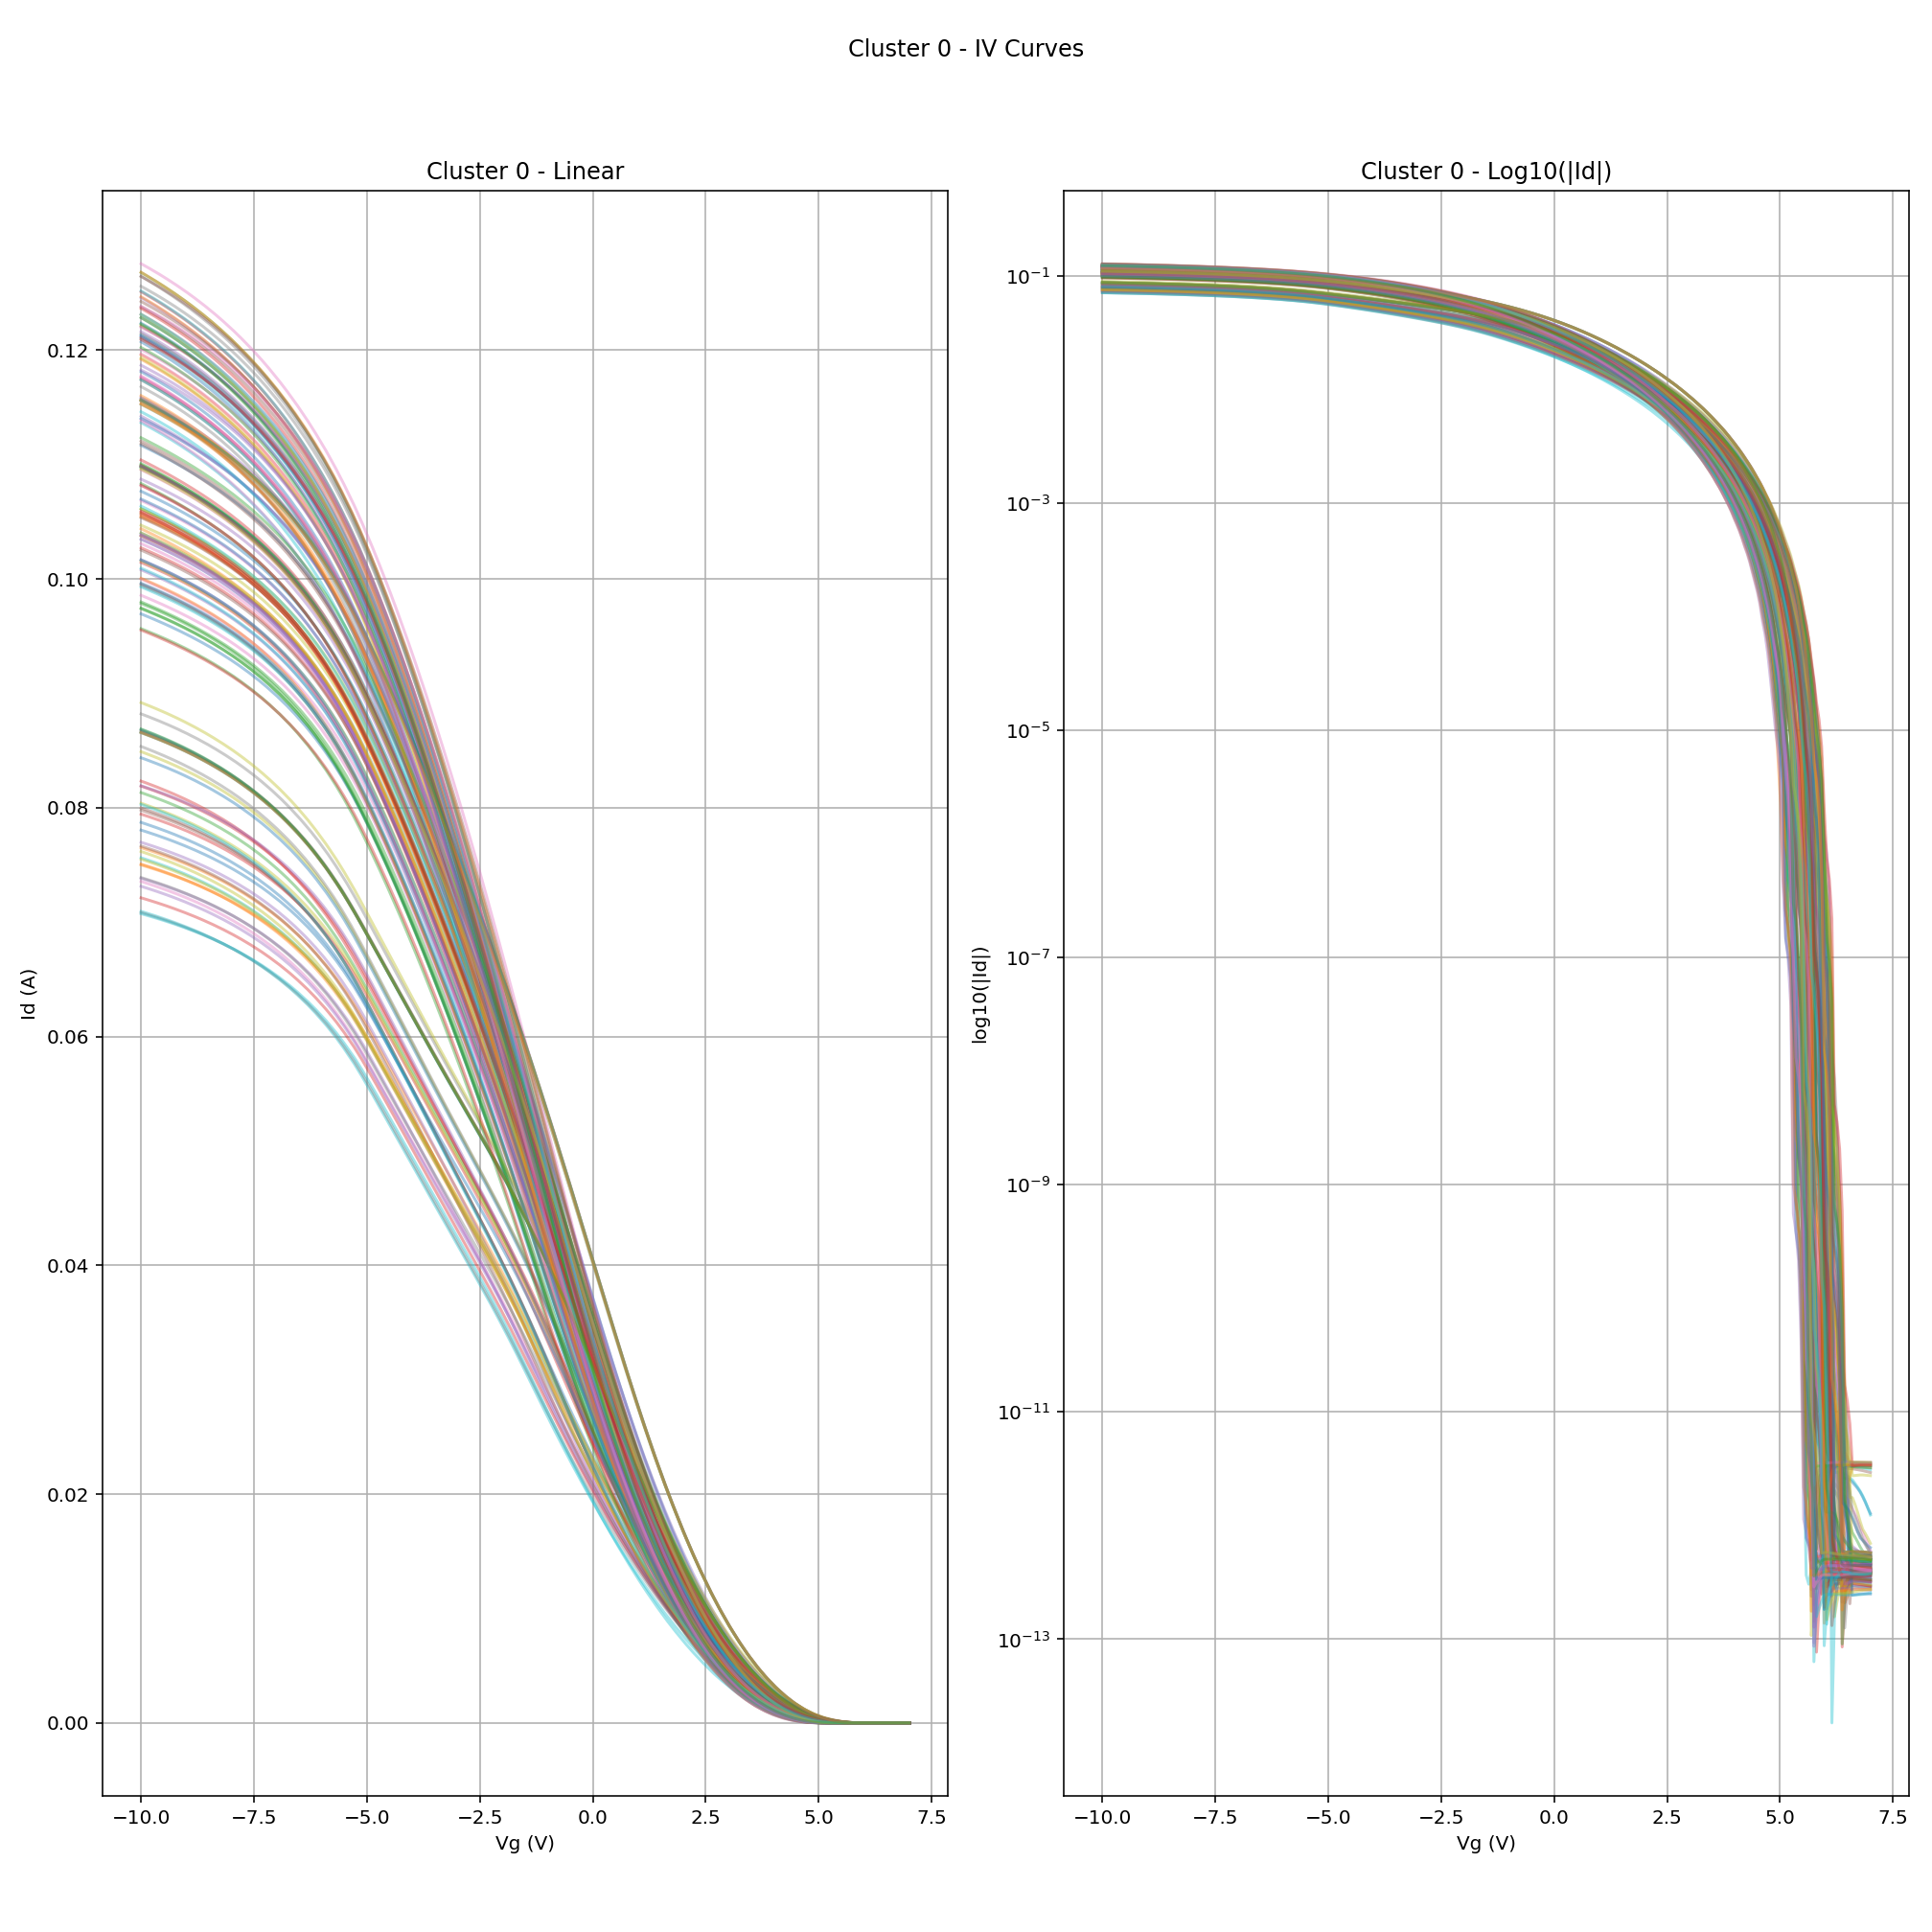 Cluster 0 - IV Curves
Cluster 0 - Linear
0.12
0.10
0.08
0.06
0.04
0.02
0.00
Id (A)
−10.0 −7.5 −5.0 −2.5 0.0 2.5 5.0 7.5
Vg (V)
Cluster 0 - Log10(|Id|)
10⁻¹
10⁻³
10⁻⁵
10⁻⁷
10⁻⁹
10⁻¹¹
10⁻¹³
log10(|Id|)
−10.0 −7.5 −5.0 −2.5 0.0 2.5 5.0 7.5
Vg (V)